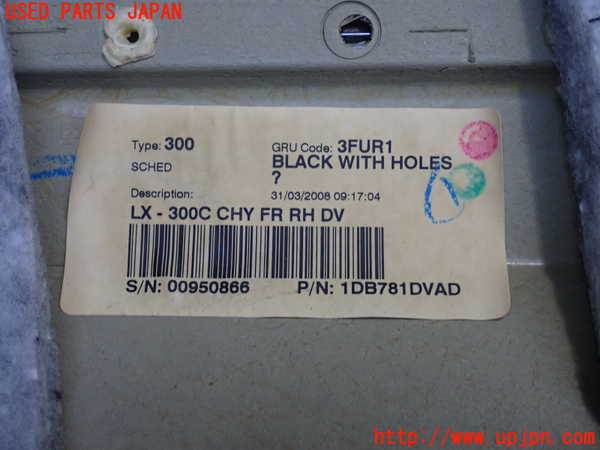 USED PARTS JAPAN
Type: 300
GRU Code: 3FUR1
SCHED
BLACK WITH HOLES
?
Description:
31/03/2008 09:17:04
LX - 300C CHY FR RH DV
S/N: 00950866
P/N: 1DB781DVAD
http://www.upjpn.com/